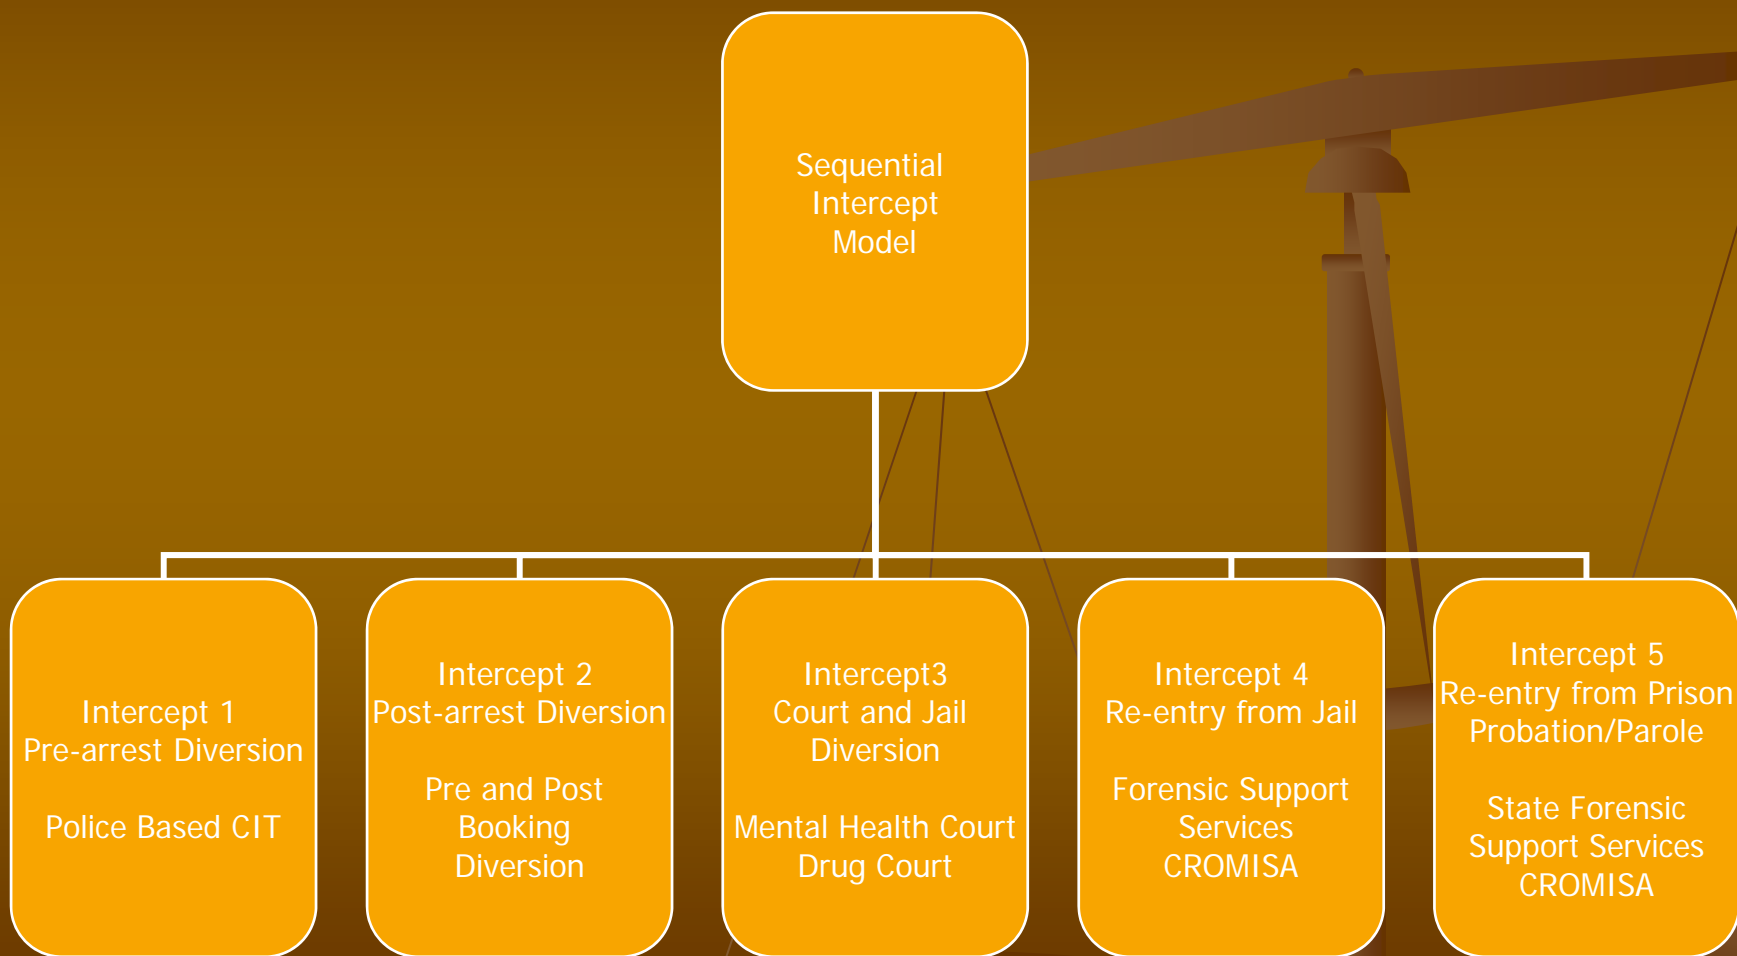 Sequential
Intercept
Model
Intercept 1
Pre-arrest Diversion
Police Based CIT
Intercept 2
Post-arrest Diversion
Pre and Post
Booking
Diversion
Intercept3
Court and Jail
Diversion
Mental Health Court
Drug Court
Intercept 4
Re-entry from Jail
Forensic Support
Services
CROMISA
Intercept 5
Re-entry from Prison
Probation/Parole
State Forensic
Support Services
CROMISA